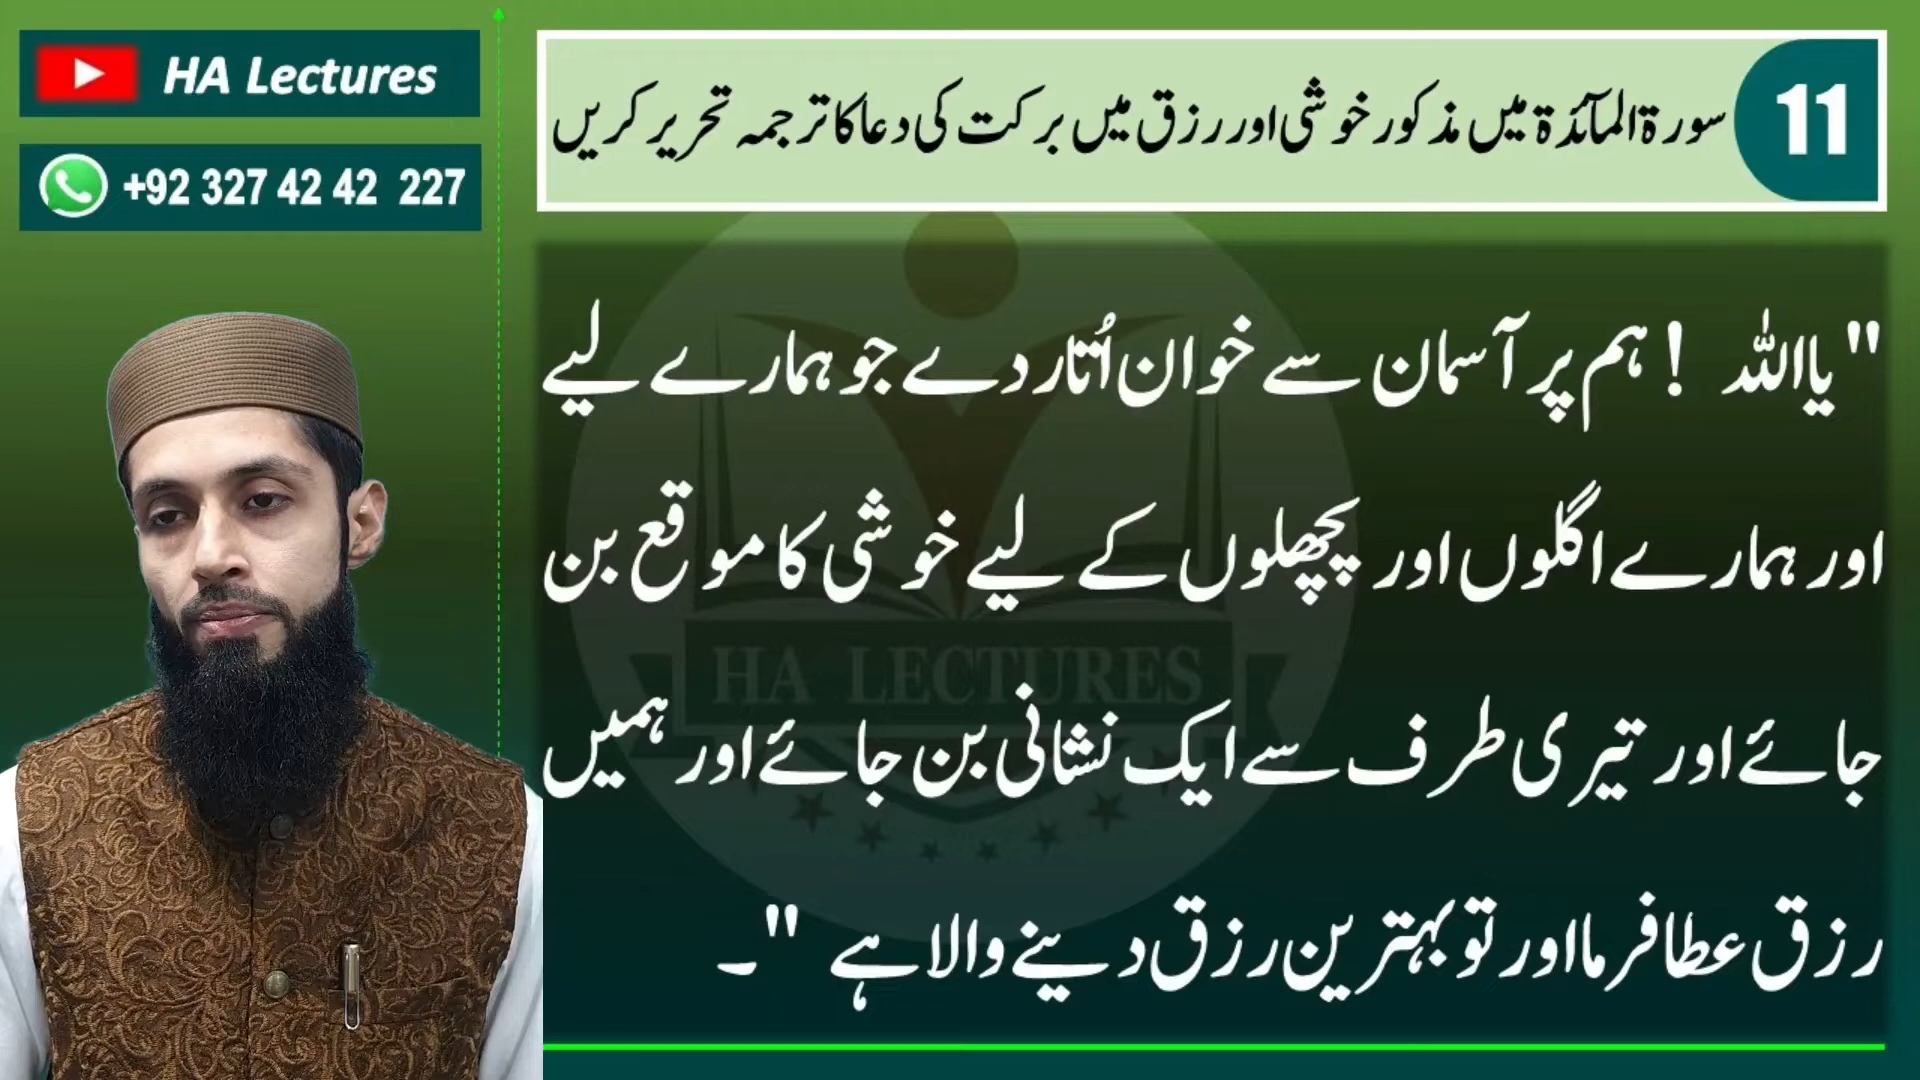 HA Lectures
+92 327 42 42 227
11
سورۃ المآئدۃ میں مذکور خوشی اور رزق میں برکت کی دعا کا ترجمہ تحریر کریں
"یااللہ ! ہم پر آسمان سے خوان اُتار دے جو ہمارے لیے
اور ہمارے اگلوں اور پچھلوں کے لیے خوشی کا موقع بن
جائے اور تیری طرف سے ایک نشانی بن جائے اور ہمیں
رزق عطا فرما اور تو بہترین رزق دینے والا ہے "۔
HA LECTURES